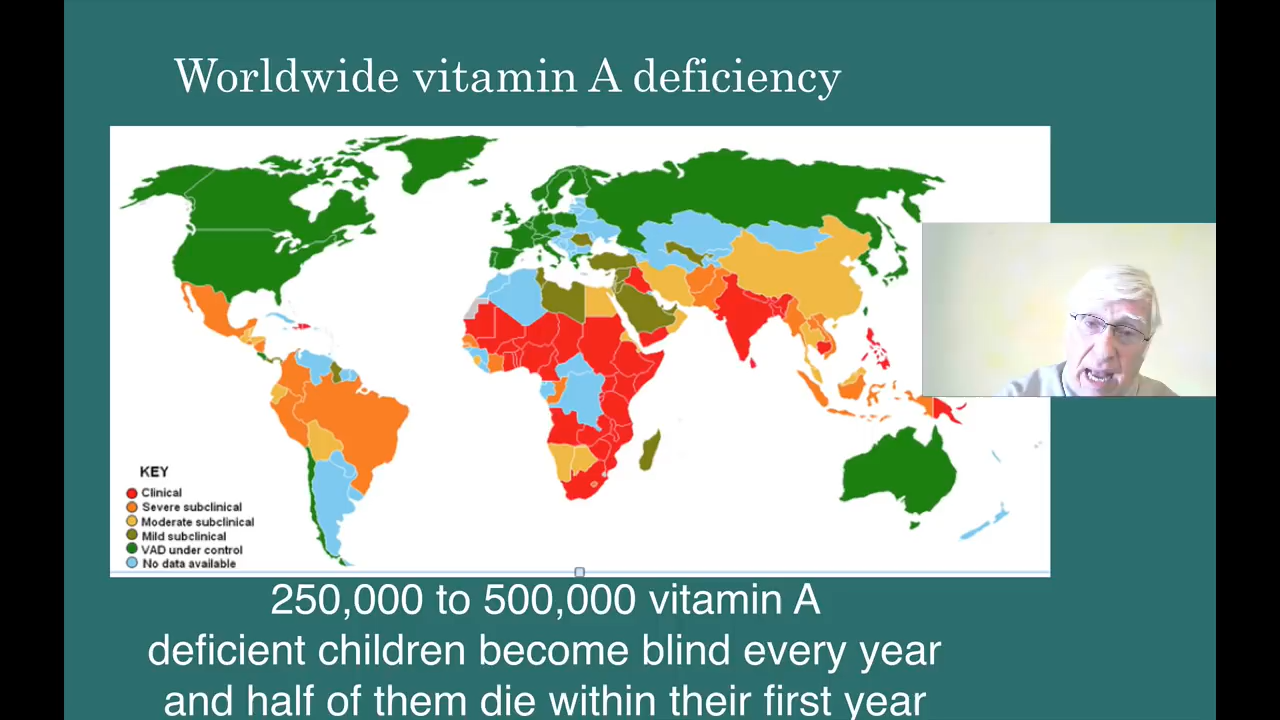 Worldwide vitamin A deficiency
KEY
Clinical
Severe subclinical
Moderate subclinical
Mild subclinical
VAD under control
No data available
250,000 to 500,000 vitamin A
deficient children become blind every year
and half of them die within their first year